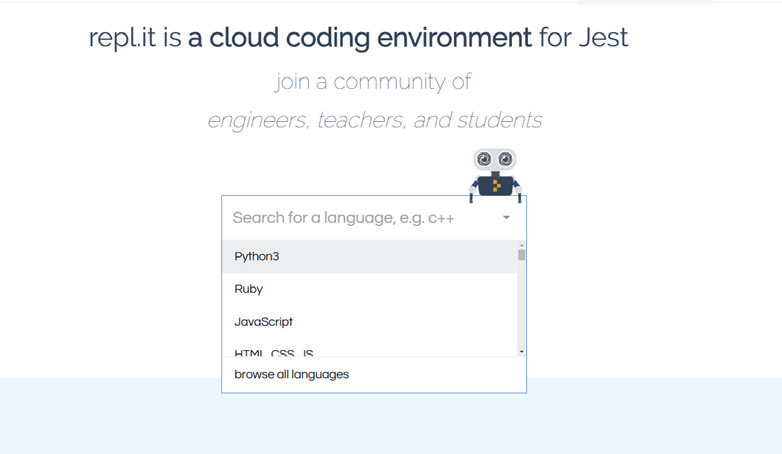 repl.it is a cloud coding environment for Jest
join a community of
engineers, teachers, and students
Search for a language, e.g. c++
Python3
Ruby
JavaScript
HTML, CSS, JS
browse all languages